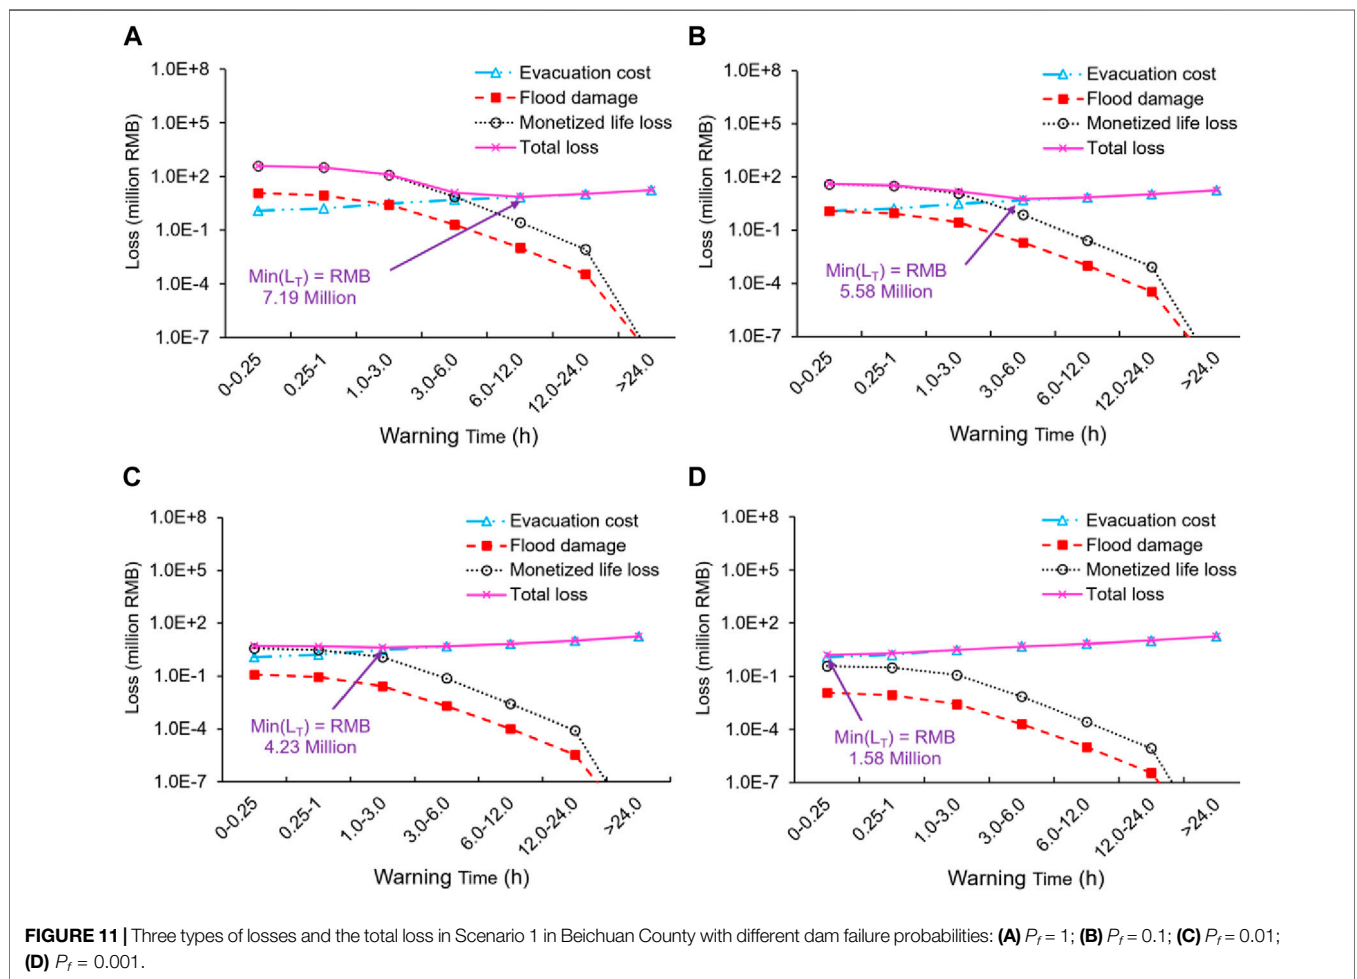 A
1.0E+8
1.0E+5
1.0E+2
1.0E-1
1.0E-4
1.0E-7
Loss (million RMB)
Evacuation cost
Flood damage
Monetized life loss
Total loss
Min(L_T) = RMB
7.19 Million
0-0.25
0.25-1
1.0-3.0
3.0-6.0
6.0-12.0
12.0-24.0
>24.0
Warning Time (h)
B
1.0E+8
1.0E+5
1.0E+2
1.0E-1
1.0E-4
1.0E-7
Loss (million RMB)
Evacuation cost
Flood damage
Monetized life loss
Total loss
Min(L_T) = RMB
5.58 Million
0-0.25
0.25-1
1.0-3.0
3.0-6.0
6.0-12.0
12.0-24.0
>24.0
Warning Time (h)
C
1.0E+8
1.0E+5
1.0E+2
1.0E-1
1.0E-4
1.0E-7
Loss (million RMB)
Evacuation cost
Flood damage
Monetized life loss
Total loss
Min(L_T) = RMB
4.23 Million
0-0.25
0.25-1
1.0-3.0
3.0-6.0
6.0-12.0
12.0-24.0
>24.0
Warning Time (h)
D
1.0E+8
1.0E+5
1.0E+2
1.0E-1
1.0E-4
1.0E-7
Loss (million RMB)
Evacuation cost
Flood damage
Monetized life loss
Total loss
Min(L_T) = RMB
1.58 Million
0-0.25
0.25-1
1.0-3.0
3.0-6.0
6.0-12.0
12.0-24.0
>24.0
Warning Time (h)
FIGURE 11 | Three types of losses and the total loss in Scenario 1 in Beichuan County with different dam failure probabilities: (A) P_f = 1; (B) P_f = 0.1; (C) P_f = 0.01;
(D) P_f = 0.001.